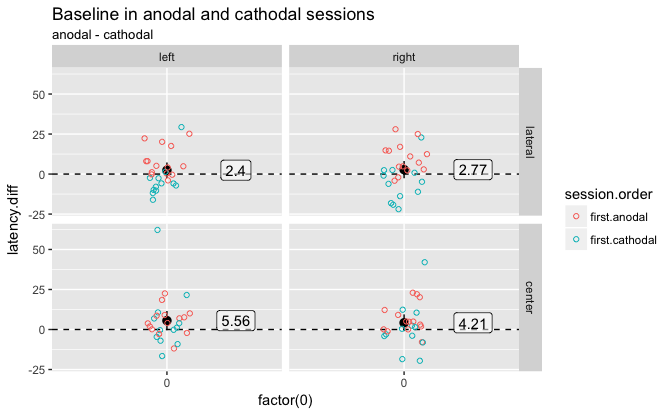 Baseline in anodal and cathodal sessions
anodal - cathodal
left
right
50
25
0
-25
2.4
2.77
lateral
latency.diff
50
25
0
-25
5.56
4.21
center
0
0
factor(0)
session.order
first.anodal
first.cathodal